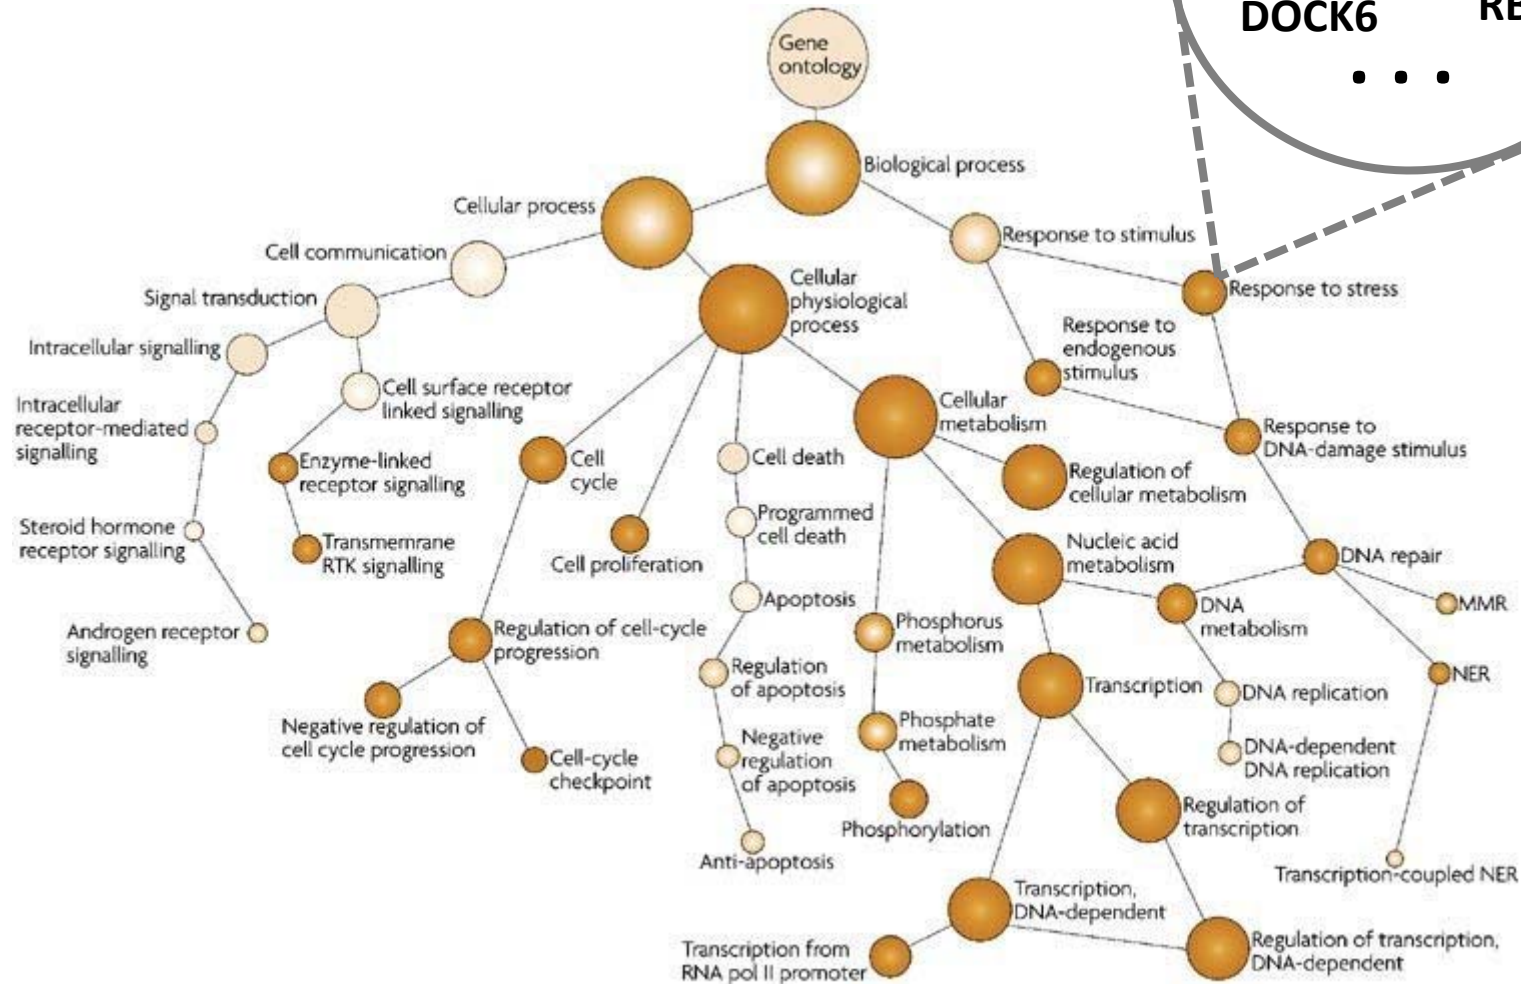 DOCK6
. . .
Gene
ontology
Biological process
Cellular process
Response to stimulus
Cell communication
Cellular
physiological
process
Response to stress
Signal transduction
Intracellular signalling
Response to
endogenous
stimulus
Cell surface receptor
linked signalling
Intracellular
receptor-mediated
signalling
Cellular
metabolism
Response to
DNA-damage stimulus
Enzyme-linked
receptor signalling
Cell
cycle
Cell death
Regulation of
cellular metabolism
Steroid hormone
receptor signalling
Transmemrane
RTK signalling
Cell proliferation
Programmed
cell death
Nucleic acid
metabolism
DNA repair
Apoptosis
DNA
metabolism
MMR
Androgen receptor
signalling
Regulation of cell-cycle
progression
Phosphorus
metabolism
Regulation
of apoptosis
Transcription
DNA replication
NER
Negative regulation of
cell cycle progression
Cell-cycle
checkpoint
Negative
regulation
of apoptosis
Phosphate
metabolism
DNA-dependent
DNA replication
Phosphorylation
Regulation of
transcription
Anti-apoptosis
Transcription-coupled NER
Transcription,
DNA-dependent
Transcription from
RNA pol II promoter
Regulation of transcription,
DNA-dependent